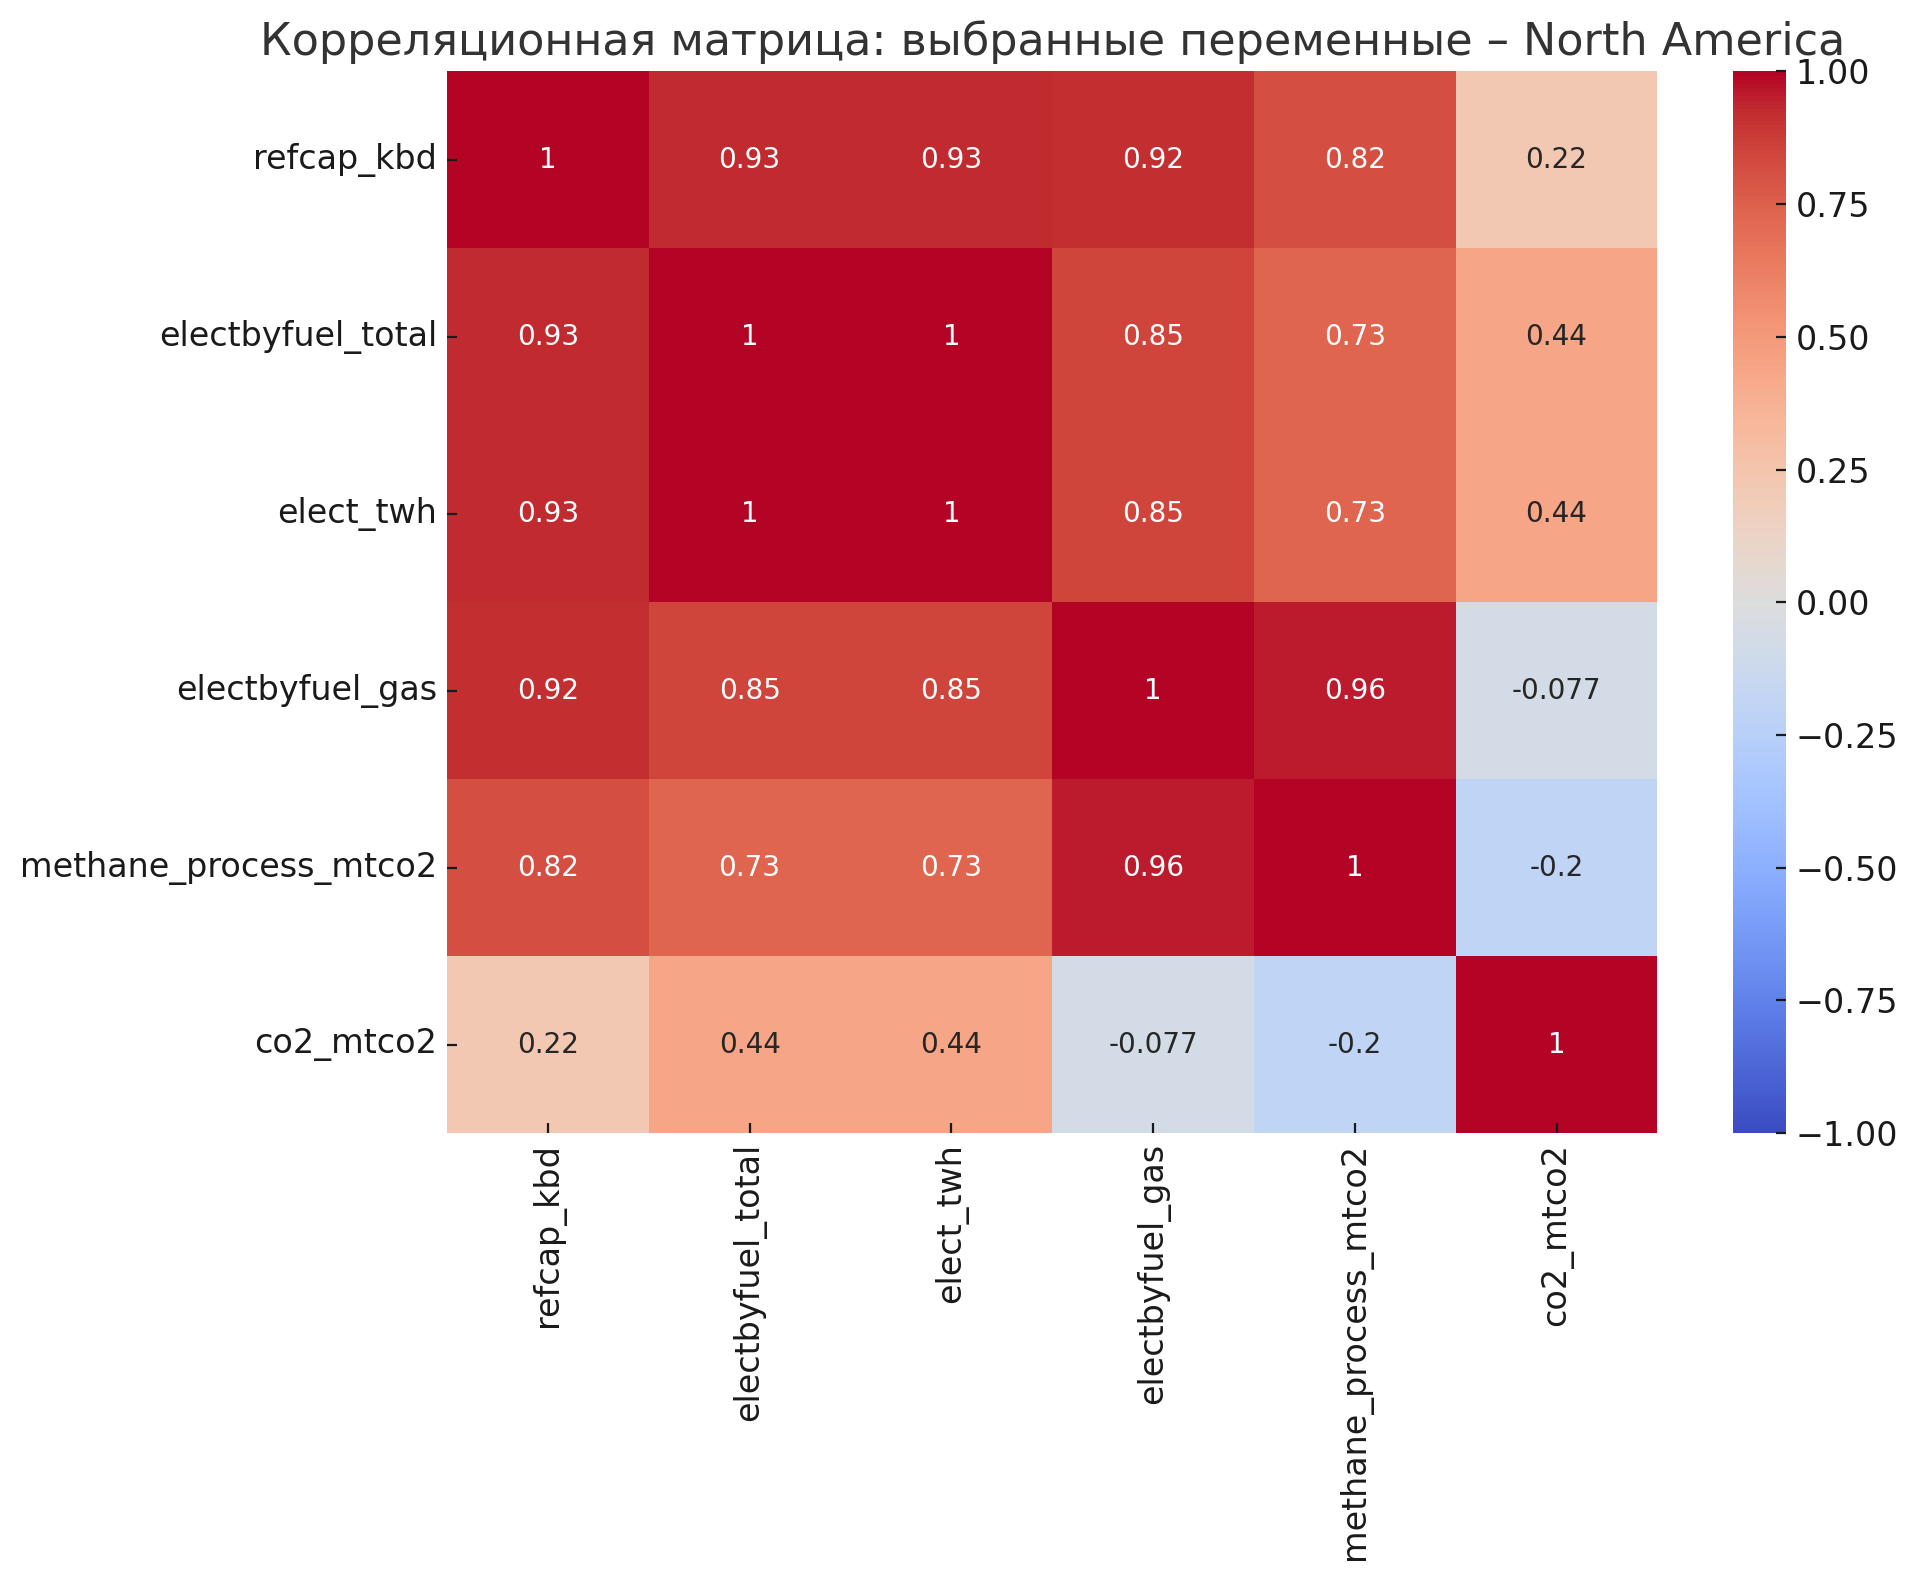 Корреляционная матрица: выбранные переменные – North America
refcap_kbd 1 0.93 0.93 0.92 0.82 0.22
electbyfuel_total 0.93 1 1 0.85 0.73 0.44
elect_twh 0.93 1 1 0.85 0.73 0.44
electbyfuel_gas 0.92 0.85 0.85 1 0.96 -0.077
methane_process_mtco2 0.82 0.73 0.73 0.96 1 -0.2
co2_mtco2 0.22 0.44 0.44 -0.077 -0.2 1
refcap_kbd
electbyfuel_total
elect_twh
electbyfuel_gas
methane_process_mtco2
co2_mtco2
1.00
0.75
0.50
0.25
0.00
−0.25
−0.50
−0.75
−1.00